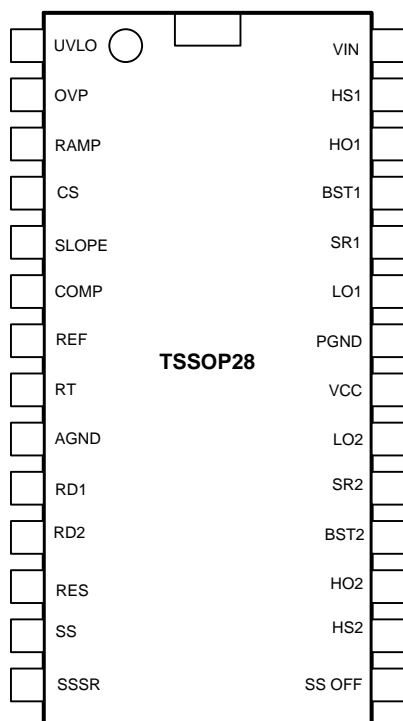 UVLO VIN
OVP HS1
RAMP HO1
CS BST1
SLOPE SR1
COMP LO1
REF PGND
TSSOP28
RT VCC
AGND LO2
RD1 SR2
RD2 BST2
RES HO2
SS HS2
SSSR SS OFF